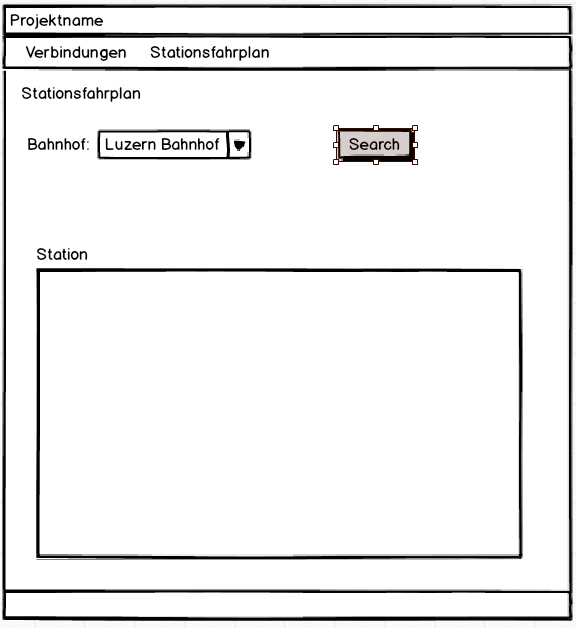 Projektname
Verbindungen Stationsfahrplan
Stationsfahrplan
Bahnhof: Luzern Bahnhof Search
Station